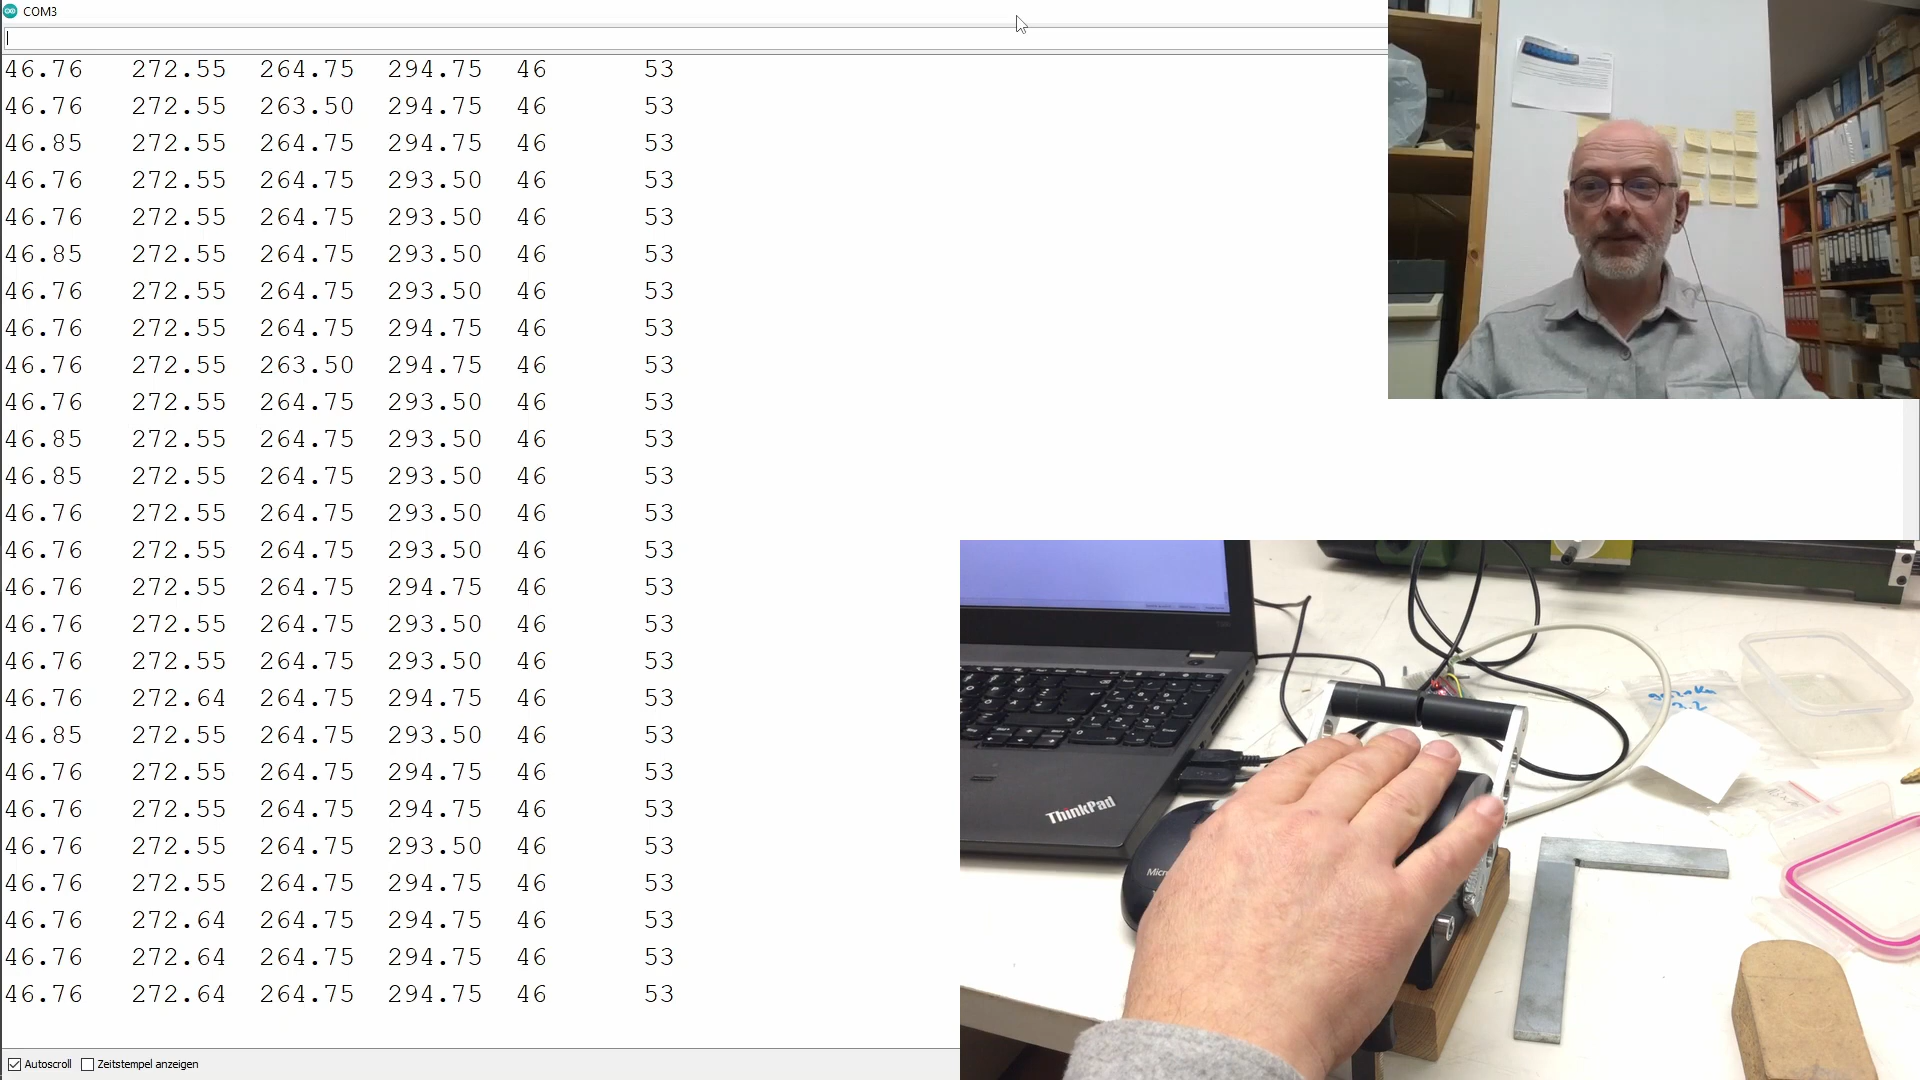 COM3
46.76 272.55 264.75 294.75 46 53
46.76 272.55 263.50 294.75 46 53
46.85 272.55 264.75 294.75 46 53
46.76 272.55 264.75 293.50 46 53
46.76 272.55 264.75 293.50 46 53
46.85 272.55 264.75 293.50 46 53
46.76 272.55 264.75 293.50 46 53
46.76 272.55 264.75 294.75 46 53
46.76 272.55 263.50 294.75 46 53
46.76 272.55 264.75 293.50 46 53
46.85 272.55 264.75 293.50 46 53
46.85 272.55 264.75 293.50 46 53
46.76 272.55 264.75 293.50 46 53
46.76 272.55 264.75 293.50 46 53
46.76 272.55 264.75 294.75 46 53
46.76 272.55 264.75 293.50 46 53
46.76 272.55 264.75 293.50 46 53
46.76 272.64 264.75 294.75 46 53
46.85 272.55 264.75 293.50 46 53
46.76 272.55 264.75 294.75 46 53
46.76 272.55 264.75 294.75 46 53
46.76 272.55 264.75 293.50 46 53
46.76 272.55 264.75 294.75 46 53
46.76 272.64 264.75 294.75 46 53
46.76 272.64 264.75 294.75 46 53
46.76 272.64 264.75 294.75 46 53
Autoscroll Zeitstempel anzeigen
ThinkPad